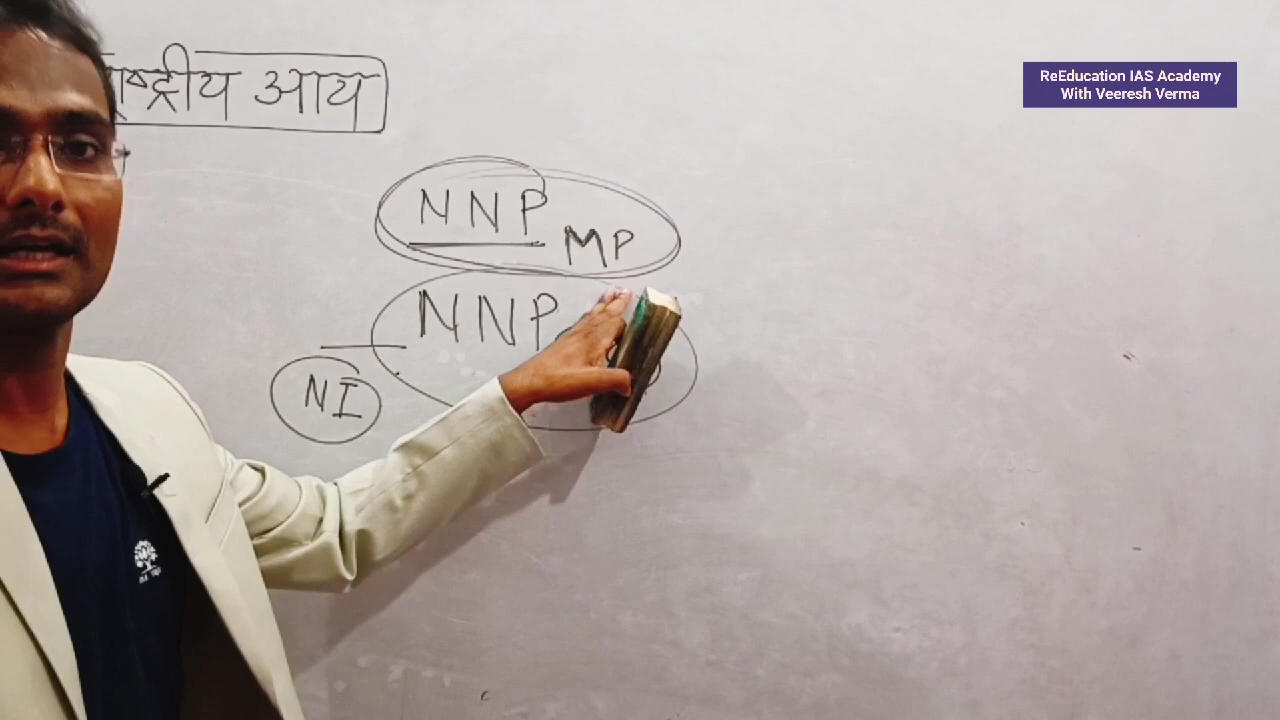 राष्ट्रीय आय
ReEducation IAS Academy
With Veeresh Verma
NNP MP
NNP
NI